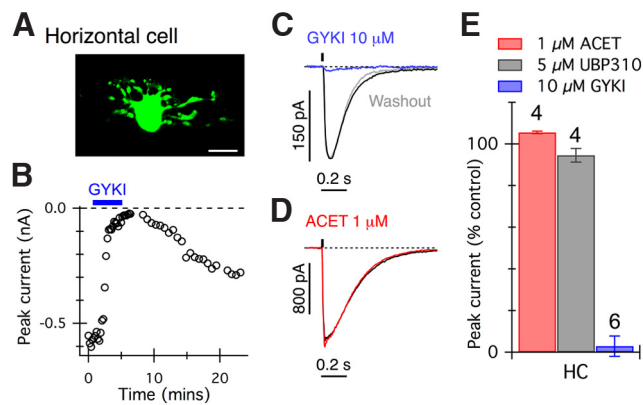 A
Horizontal cell
B
GYKI
0.0
-0.5
Peak current (nA)
0
10
20
Time (mins)
C
GYKI 10 μM
Washout
150 pA
0.2 s
D
ACET 1 μM
800 pA
0.2 s
E
1 μM ACET
5 μM UBP310
10 μM GYKI
4
4
6
100
0
Peak current (% control)
HC